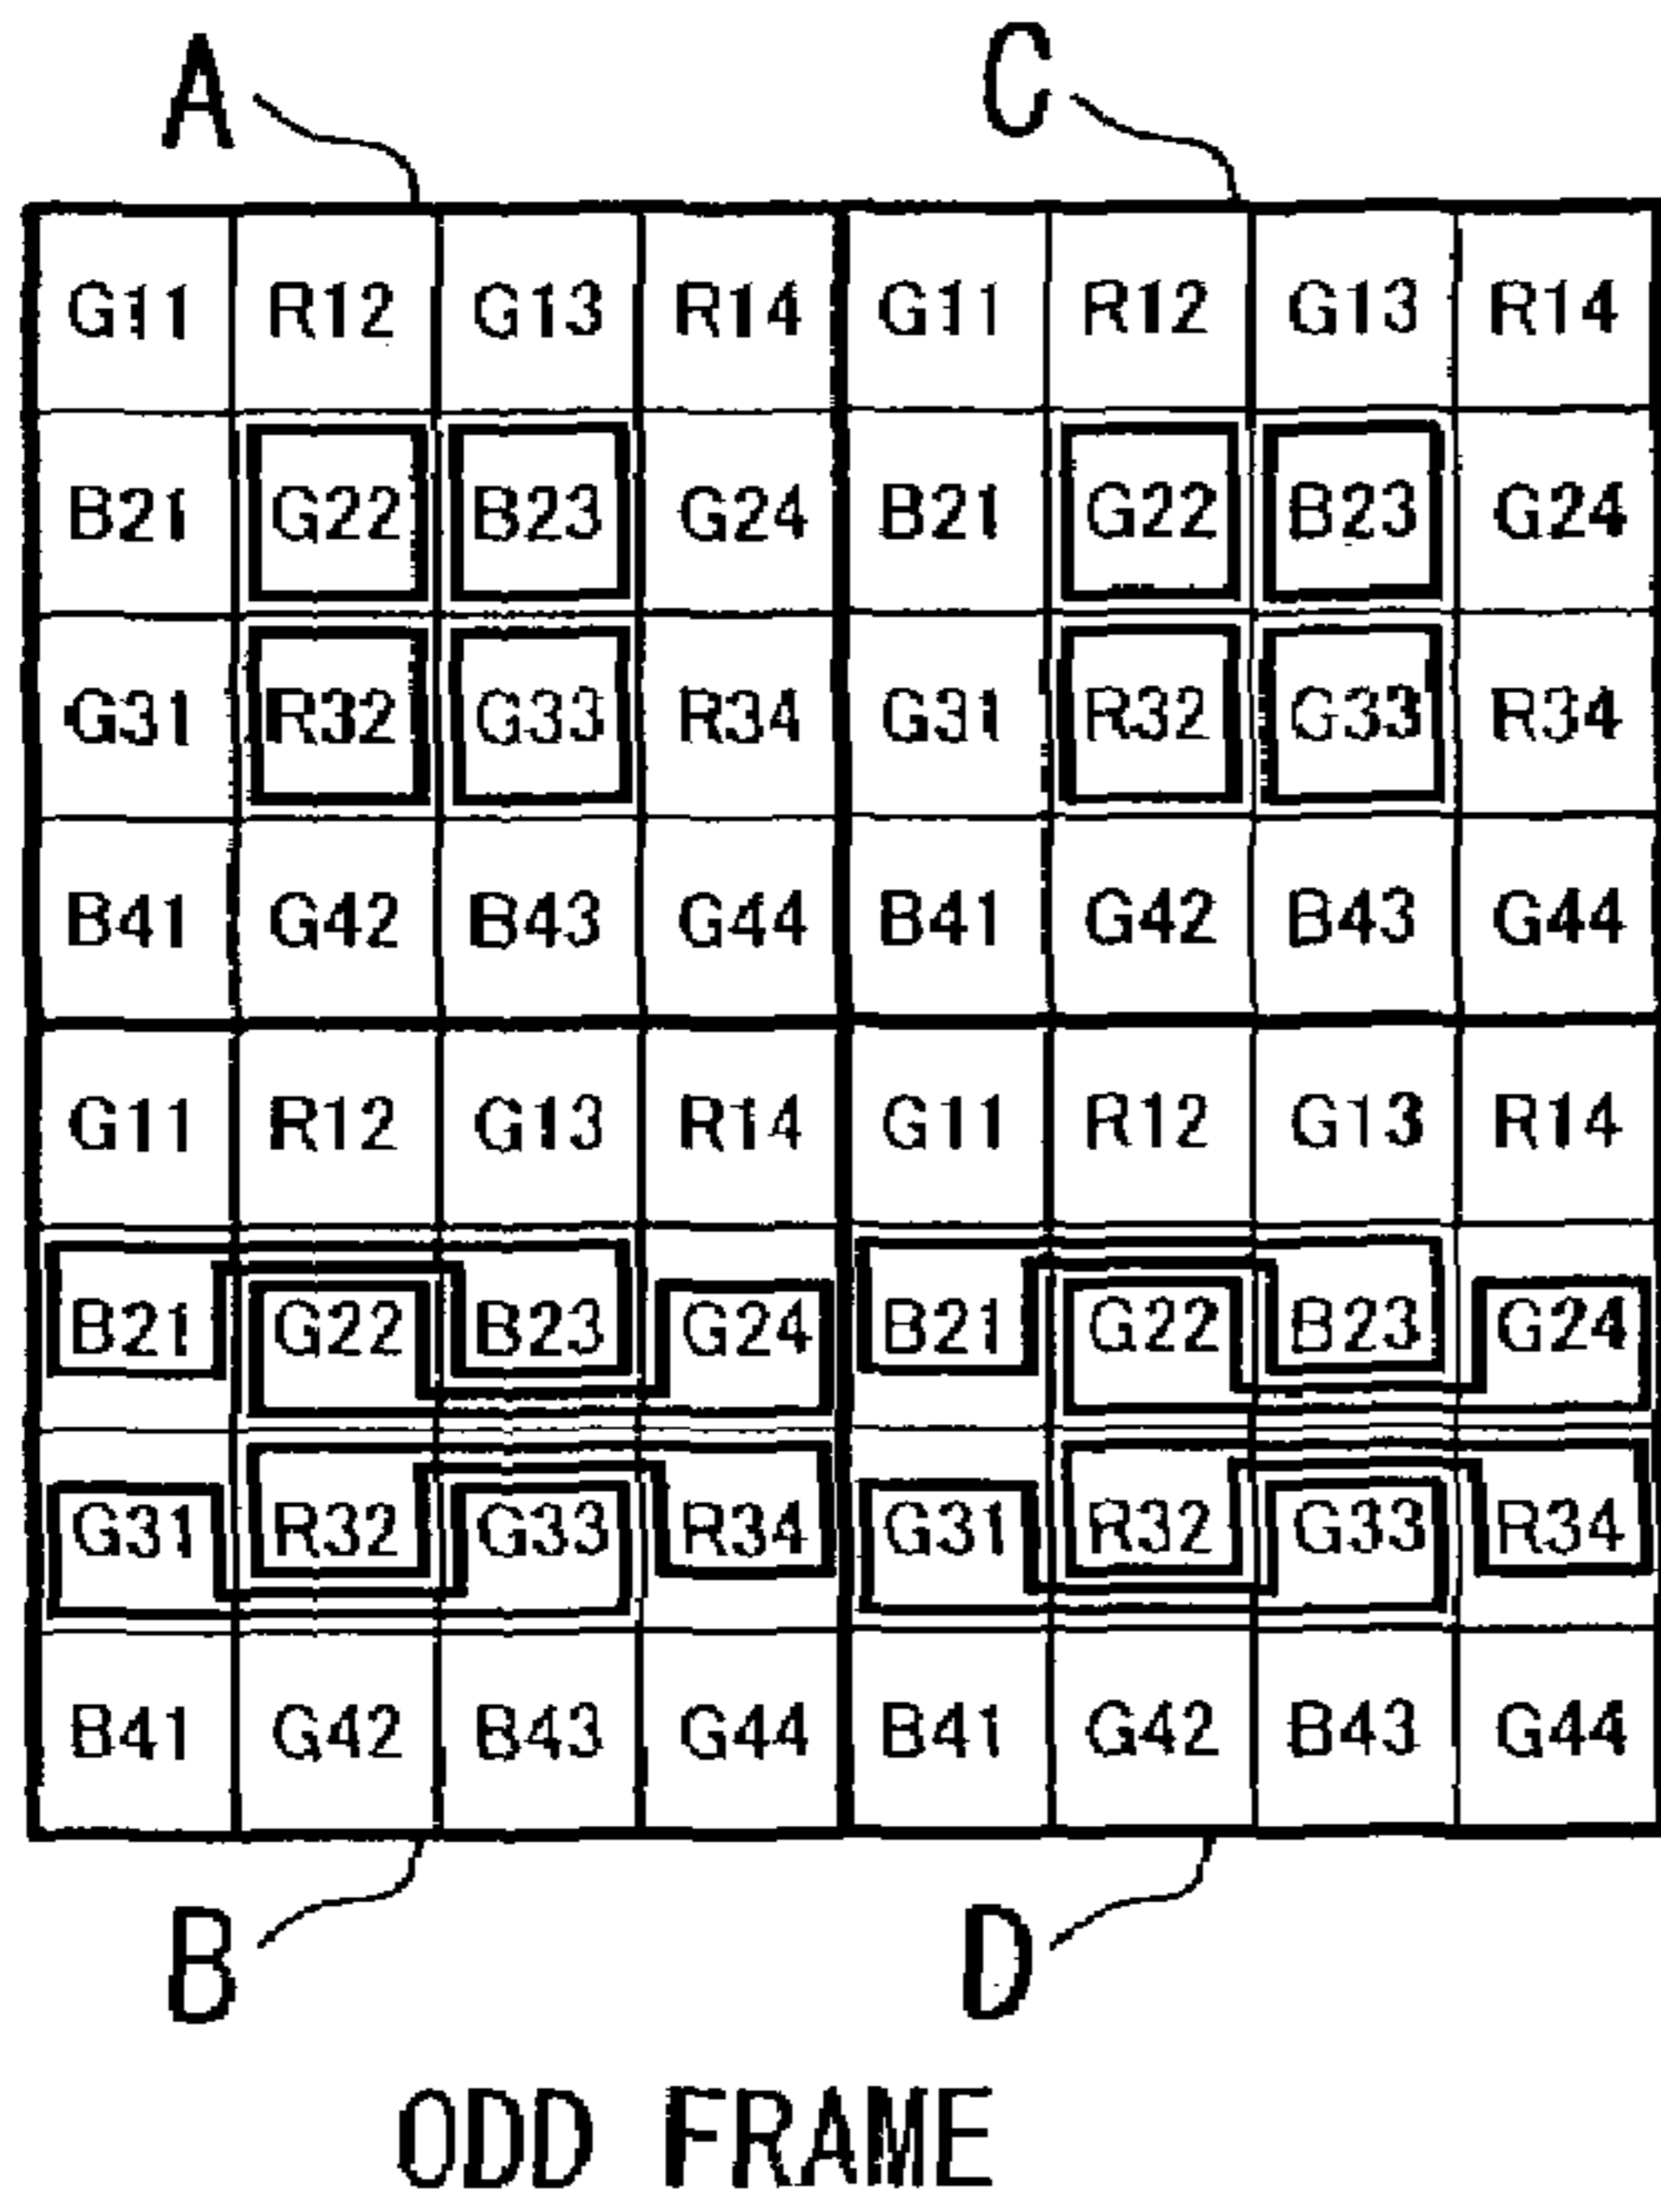 A C
G11 R12 G13 R14 G11 R12 G13 R14
B21 G22 B23 G24 B21 G22 B23 G24
G31 R32 G33 R34 G31 R32 G33 R34
B41 G42 B43 G44 B41 G42 B43 G44
G11 R12 G13 R14 G11 R12 G13 R14
B21 G22 B23 G24 B21 G22 B23 G24
G31 R32 G33 R34 G31 R32 G33 R34
B41 G42 B43 G44 B41 G42 B43 G44
B D
ODD FRAME